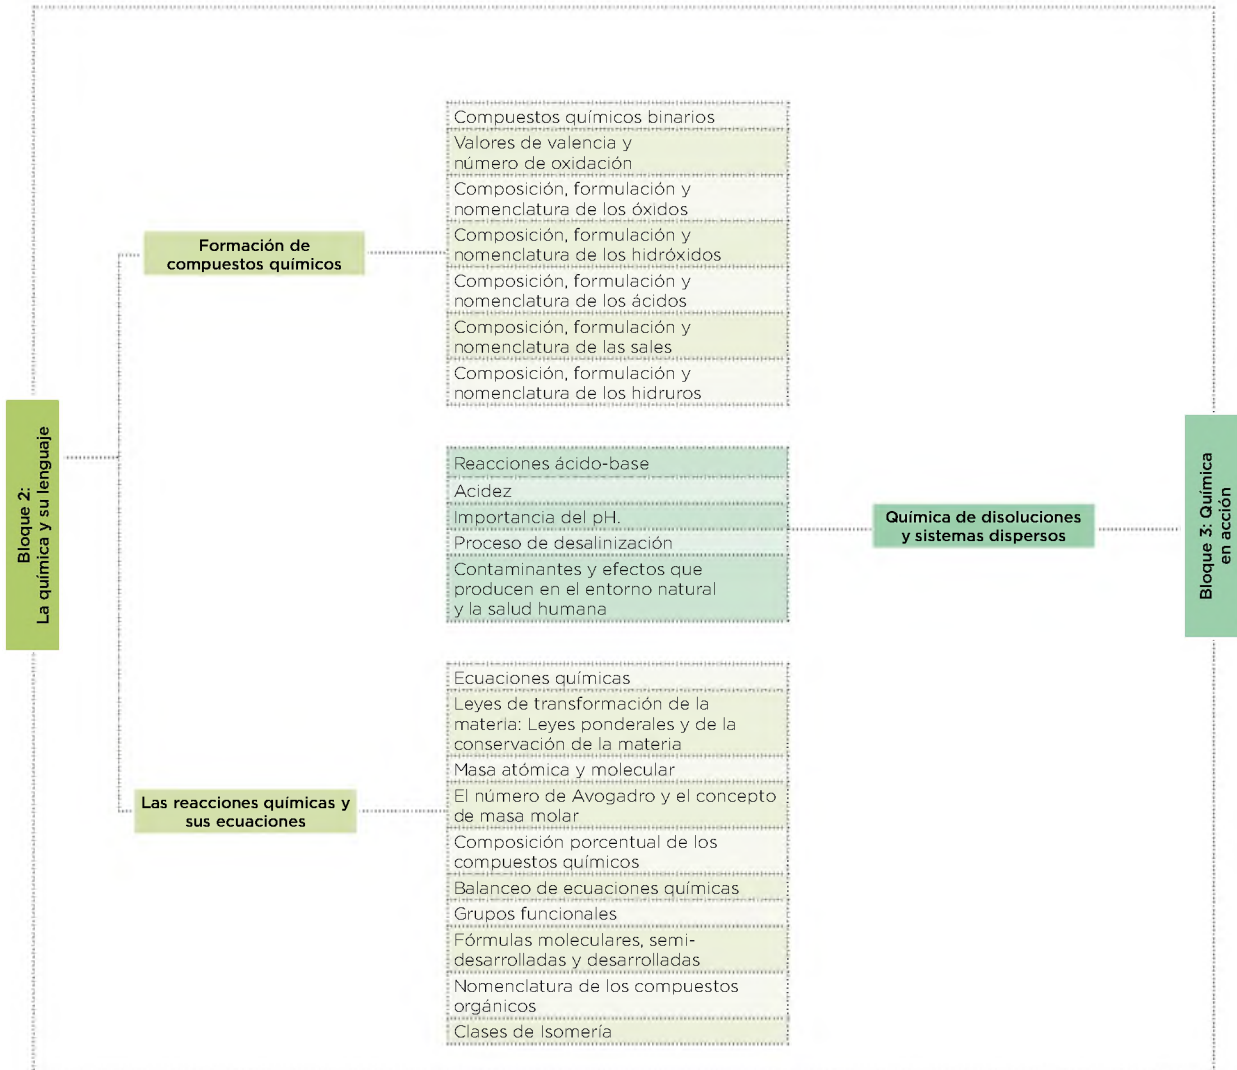 Bloque 2:
La química y su lenguaje
Formación de
compuestos químicos
Compuestos químicos binarios
Valores de valencia y
número de oxidación
Composición, formulación y
nomenclatura de los óxidos
Composición, formulación y
nomenclatura de los hidróxidos
Composición, formulación y
nomenclatura de los ácidos
Composición, formulación y
nomenclatura de las sales
Composición, formulación y
nomenclatura de los hidruros
Reacciones ácido-base
Acidez
Importancia del pH.
Proceso de desalinización
Contaminantes y efectos que
producen en el entorno natural
y la salud humana
Química de disoluciones
y sistemas dispersos
Bloque 3: Química
en acción
Las reacciones químicas y
sus ecuaciones
Ecuaciones químicas
Leyes de transformación de la
materia: Leyes ponderales y de la
conservación de la materia
Masa atómica y molecular
El número de Avogadro y el concepto
de masa molar
Composición porcentual de los
compuestos químicos
Balanceo de ecuaciones químicas
Grupos funcionales
Fórmulas moleculares, semi-
desarrolladas y desarrolladas
Nomenclatura de los compuestos
orgánicos
Clases de Isomería